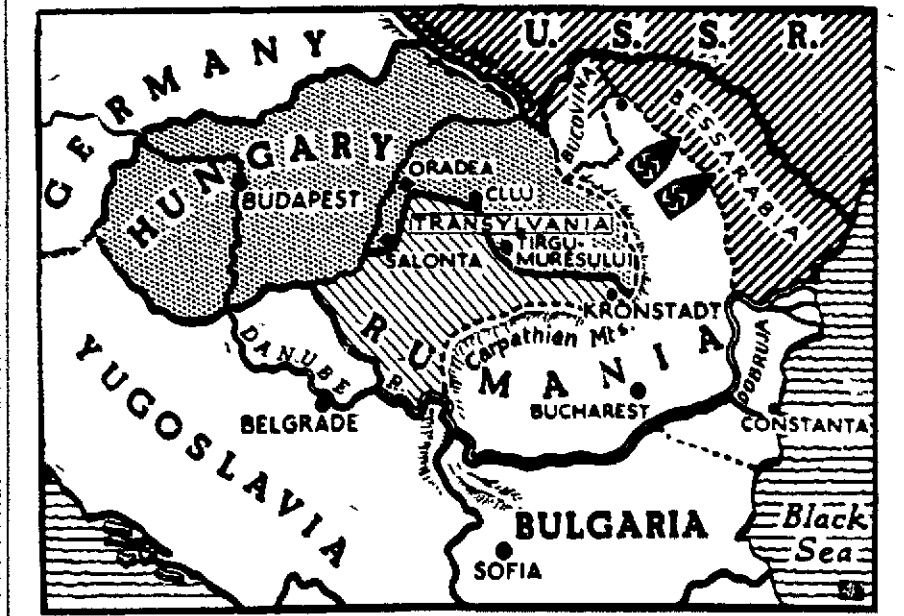 U. S. S. R.
GERMANY
BUCOVINA
BESSARABIA
HUNGARY
ORADEA
BUDAPEST
CLUJ
TRANSYLVANIA
TIRGU-
MURESULUI
SALONTA
KRONSTADT
RUMANIA
Carpathian Mts.
DANUBE R.
DOBRUJA
YUGOSLAVIA
BELGRADE
BUCHAREST
CONSTANTA
BULGARIA
SOFIA
Black
Sea